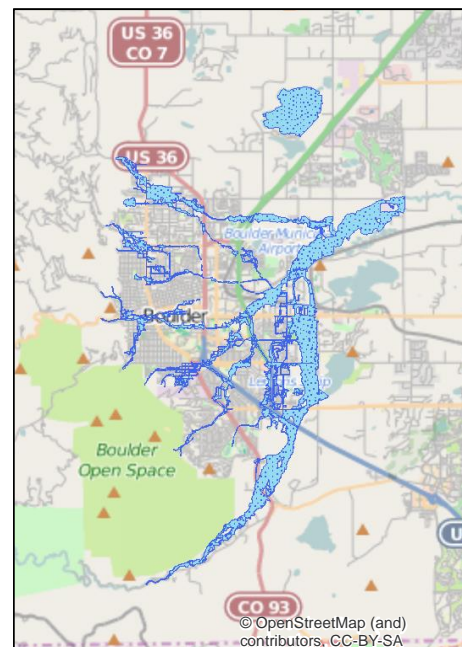 US 36
CO 7
US 36
Boulder
Airport
Boulder
Boulder
Open Space
U
CO 93
© OpenStreetMap (and)
contributors, CC-BY-SA